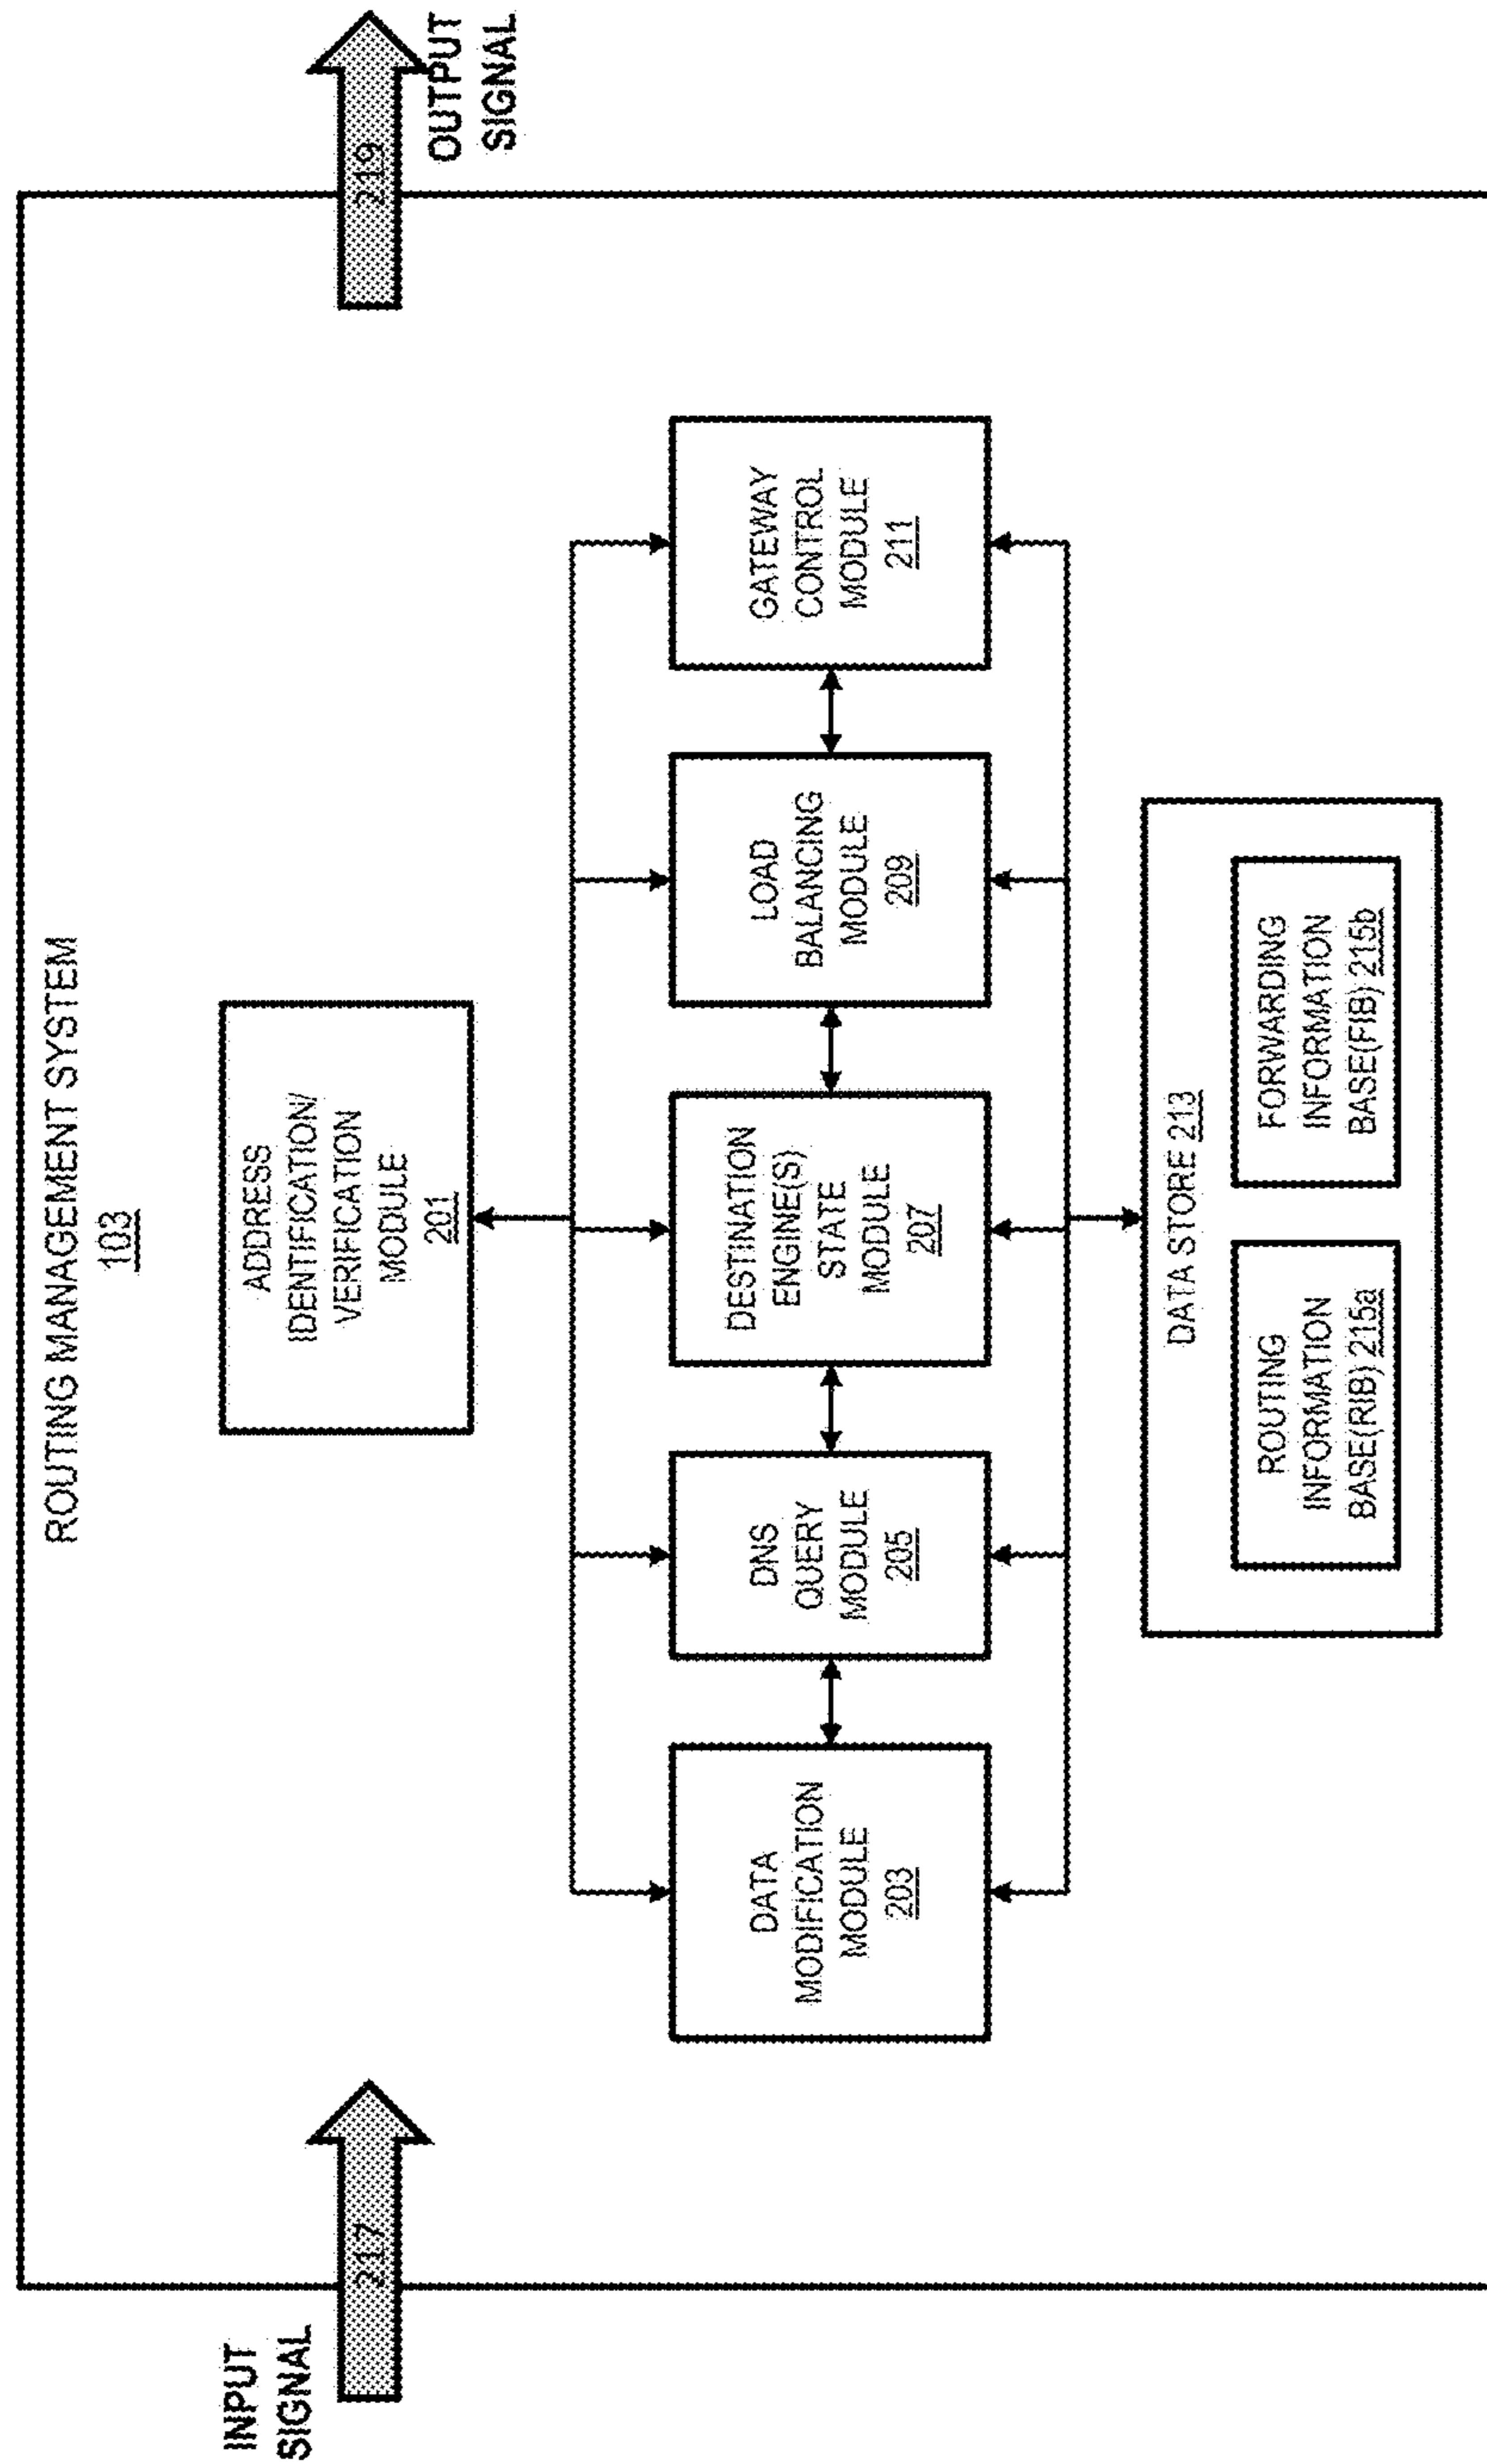 ROUTING MANAGEMENT SYSTEM
103
INPUT
SIGNAL
217
219
OUTPUT
SIGNAL
ADDRESS
IDENTIFICATION/
VERIFICATION
MODULE
201
DATA
MODIFICATION
MODULE
203
DNS
QUERY
MODULE
205
DESTINATION
ENGINE(S)
STATE
MODULE
207
LOAD
BALANCING
MODULE
209
GATEWAY
CONTROL
MODULE
211
DATA STORE 213
ROUTING
INFORMATION
BASE(RIB) 215a
FORWARDING
INFORMATION
BASE(FIB) 215b